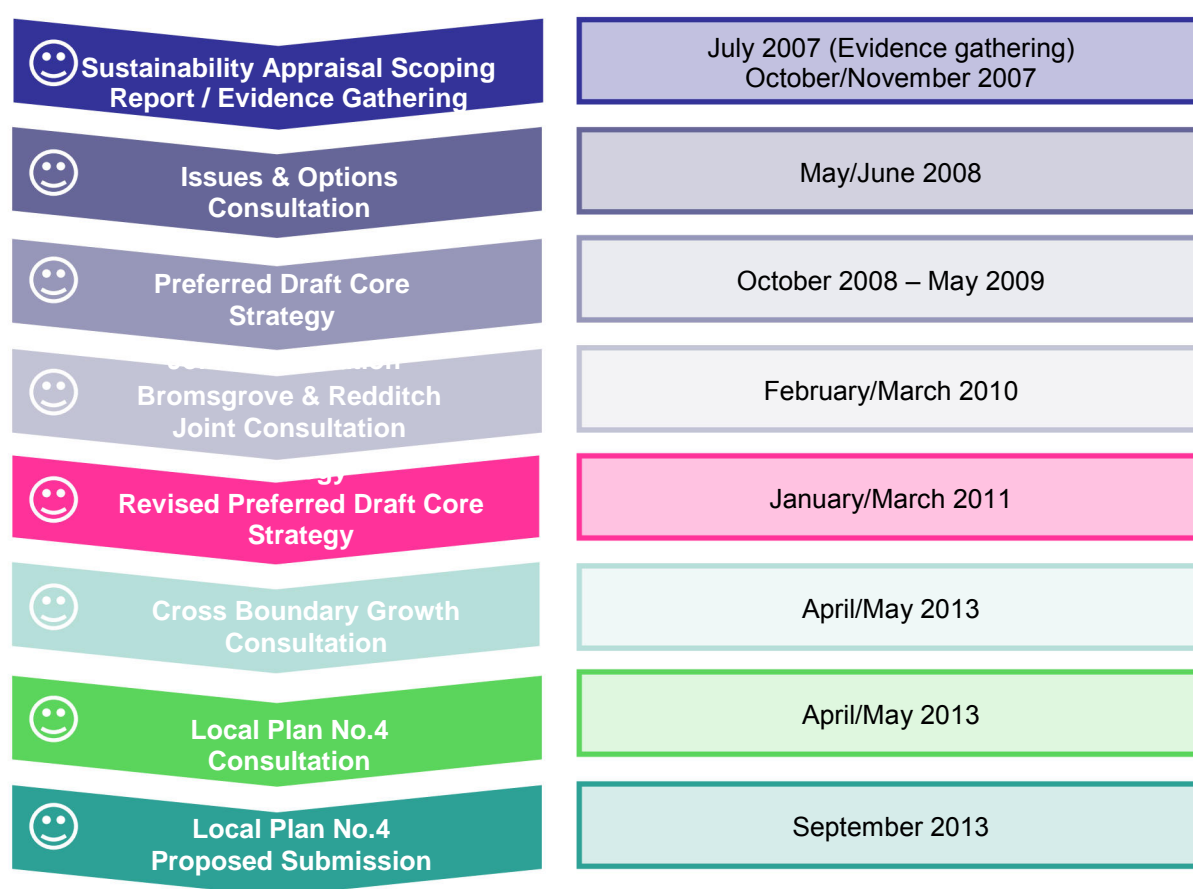 Sustainability Appraisal Scoping
Report / Evidence Gathering
July 2007 (Evidence gathering)
October/November 2007
Issues & Options
Consultation
May/June 2008
Preferred Draft Core
Strategy
October 2008 – May 2009
Bromsgrove & Redditch
Joint Consultation
February/March 2010
Revised Preferred Draft Core
Strategy
January/March 2011
Cross Boundary Growth
Consultation
April/May 2013
Local Plan No.4
Consultation
April/May 2013
Local Plan No.4
Proposed Submission
September 2013